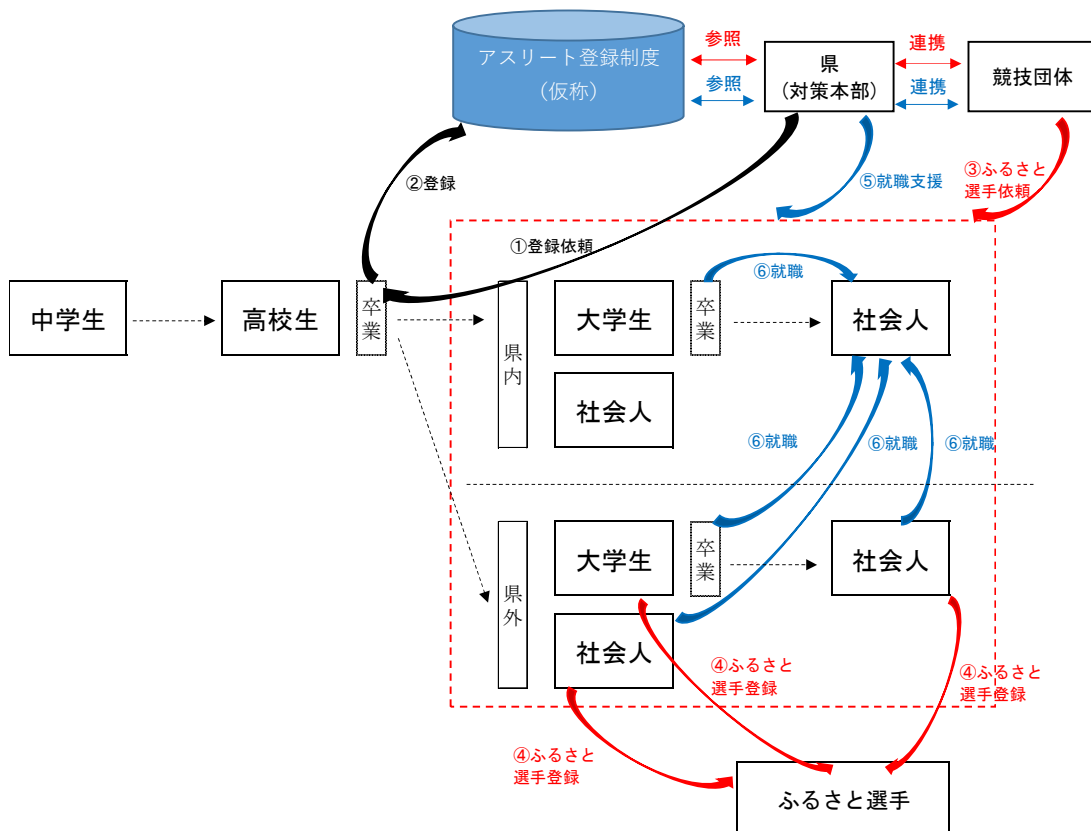 アスリート登録制度
（仮称）
参照
参照
県
（対策本部）
連携
連携
競技団体
②登録
⑤就職支援
③ふるさと
選手依頼
①登録依頼
⑥就職
中学生
高校生
卒業
県内
大学生
卒業
社会人
社会人
⑥就職
⑥就職
⑥就職
県外
大学生
卒業
社会人
社会人
④ふるさと
選手登録
④ふるさと
選手登録
④ふるさと
選手登録
ふるさと選手